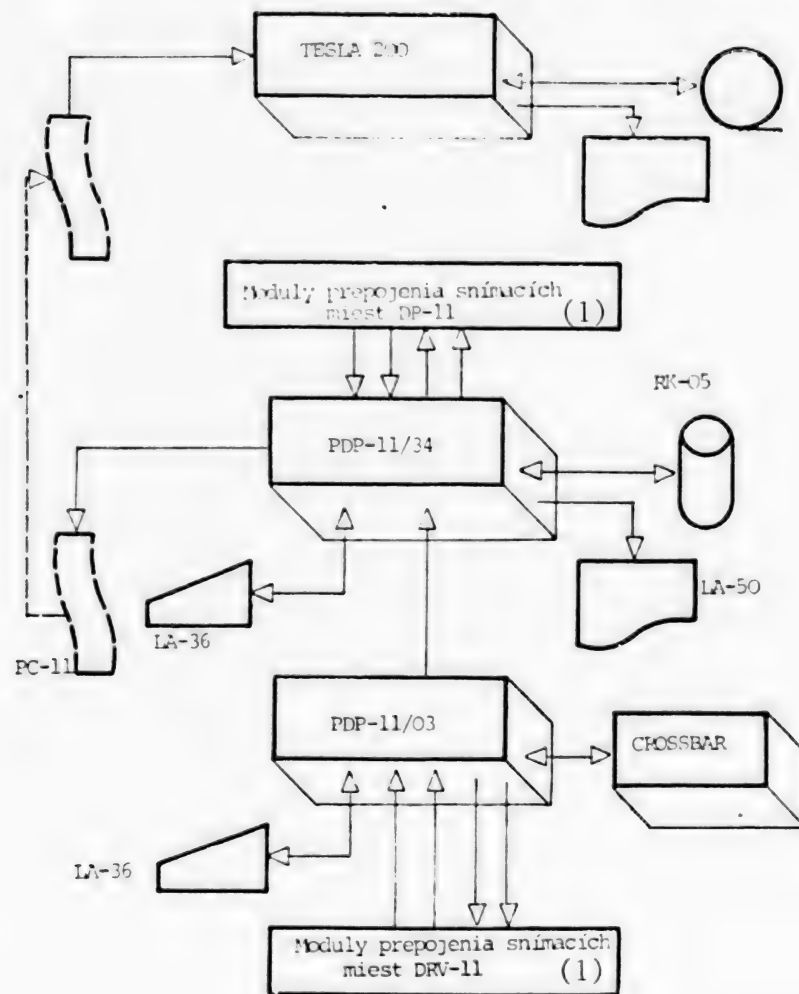 TESLA 200
Moduly prepojenia snímacích
miest DP-11 (1)
RK-05
PDP-11/34
LA-50
LA-36
PC-11
PDP-11/03
CROSSBAR
LA-36
Moduly prepojenia snímacích
miest DRV-11 (1)